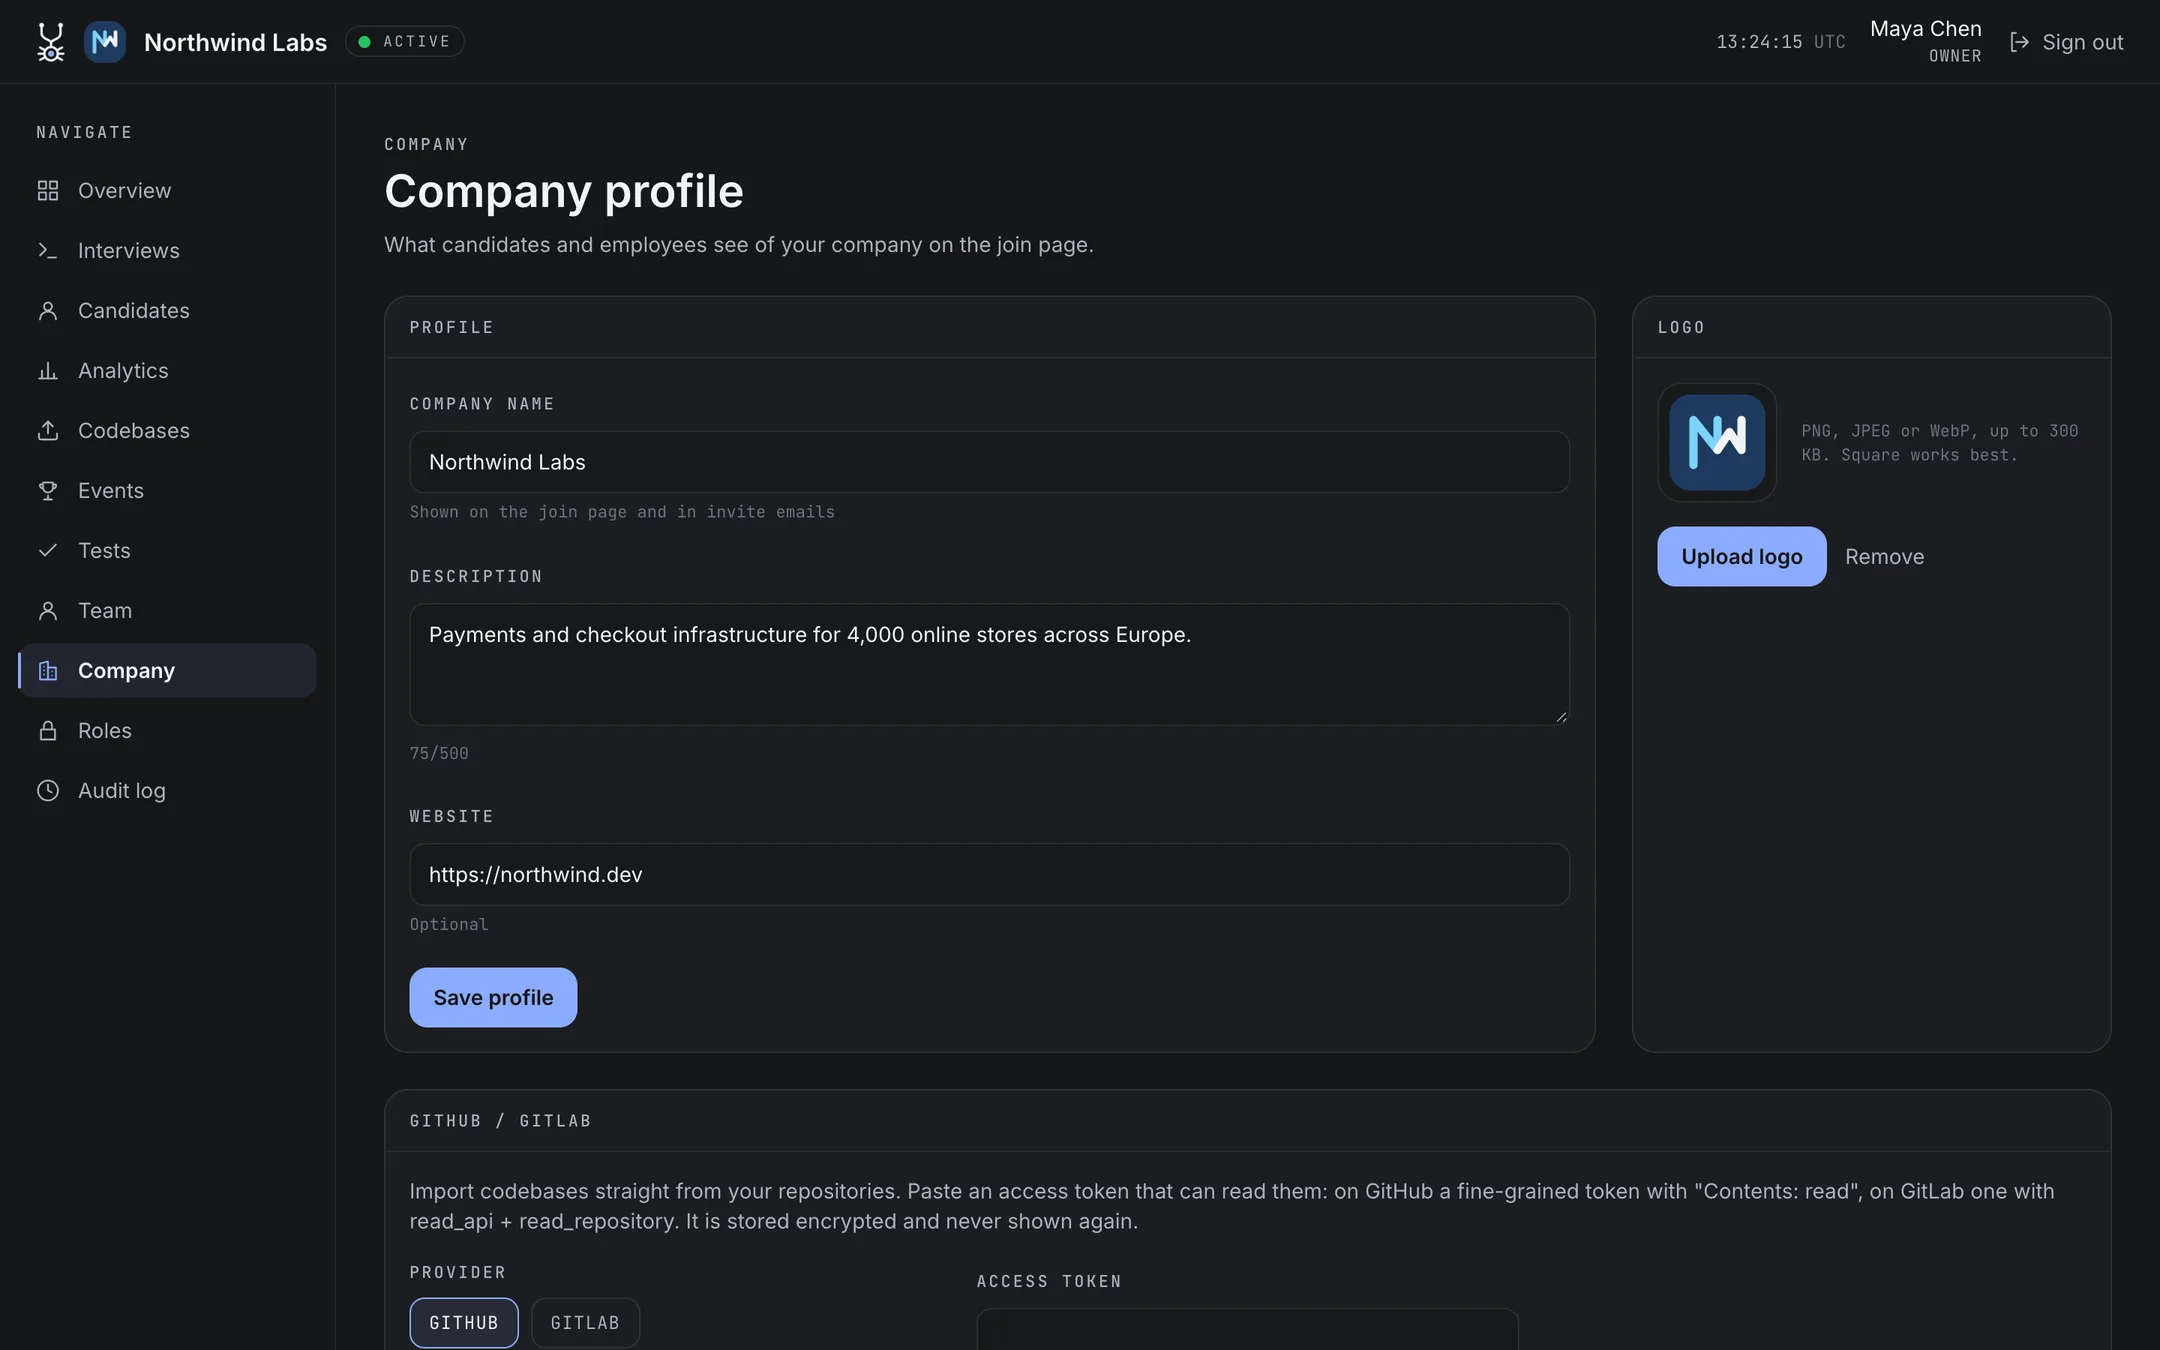 Northwind Labs
ACTIVE
13:24:15 UTC
Maya Chen
OWNER
Sign out
NAVIGATE
Overview
Interviews
Candidates
Analytics
Codebases
Events
Tests
Team
Company
Roles
Audit log
COMPANY
Company profile
What candidates and employees see of your company on the join page.
PROFILE
COMPANY NAME
Northwind Labs
Shown on the join page and in invite emails
DESCRIPTION
Payments and checkout infrastructure for 4,000 online stores across Europe.
75/500
WEBSITE
https://northwind.dev
Optional
Save profile
LOGO
NW
PNG, JPEG or WebP, up to 300
KB. Square works best.
Upload logo
Remove
GITHUB / GITLAB
Import codebases straight from your repositories. Paste an access token that can read them: on GitHub a fine-grained token with "Contents: read", on GitLab one with
read_api + read_repository. It is stored encrypted and never shown again.
PROVIDER
GITHUB
GITLAB
ACCESS TOKEN